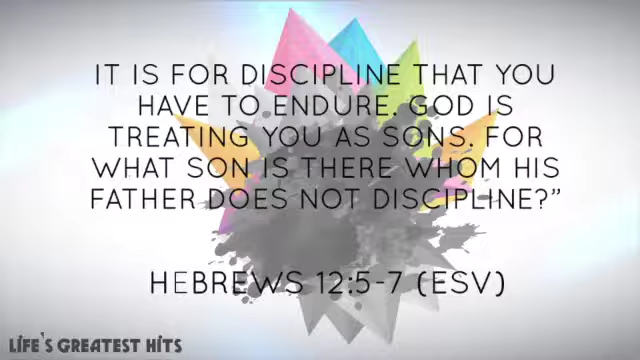 IT IS FOR DISCIPLINE THAT YOU
HAVE TO ENDURE. GOD IS
TREATING YOU AS SONS. FOR
WHAT SON IS THERE WHOM HIS
FATHER DOES NOT DISCIPLINE?”
HEBREWS 12:5-7 (ESV)
LIFE'S GREATEST HITS